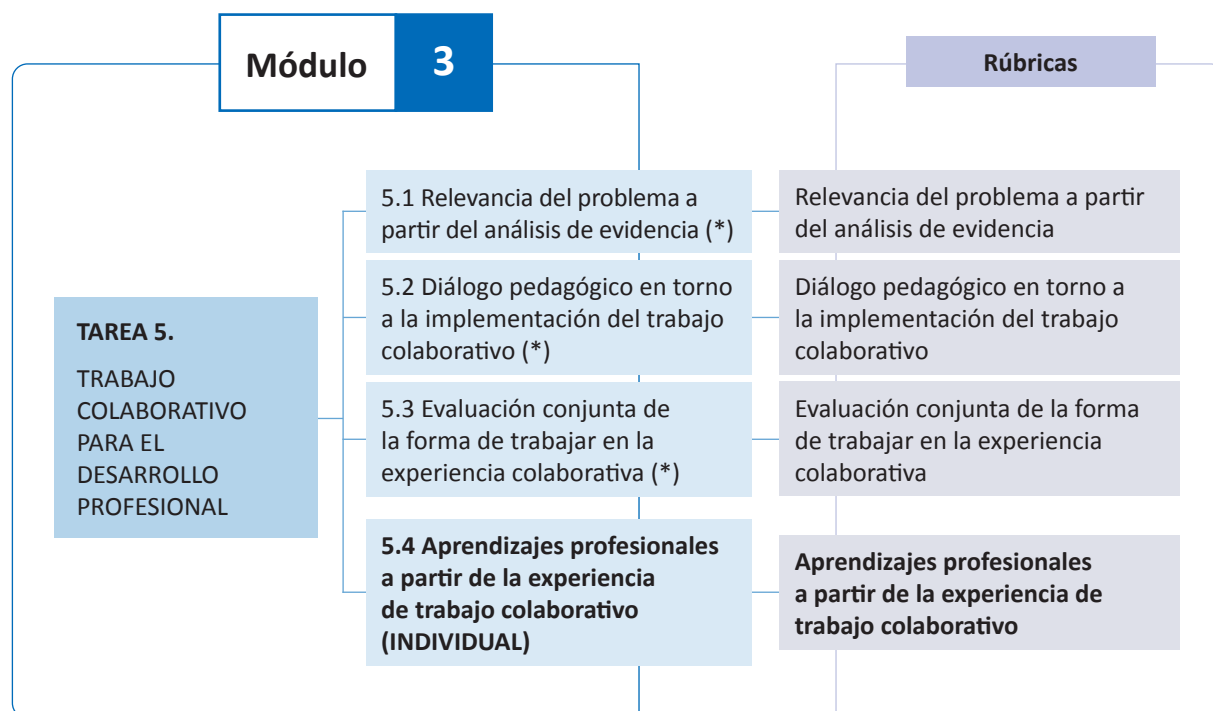 Módulo 3
Rúbricas
TAREA 5.
TRABAJO
COLABORATIVO
PARA EL
DESARROLLO
PROFESIONAL
5.1 Relevancia del problema a
partir del análisis de evidencia (*)
Relevancia del problema a partir
del análisis de evidencia
5.2 Diálogo pedagógico en torno
a la implementación del trabajo
colaborativo (*)
Diálogo pedagógico en torno a
la implementación del trabajo
colaborativo
5.3 Evaluación conjunta de
la forma de trabajar en la
experiencia colaborativa (*)
Evaluación conjunta de la forma
de trabajar en la experiencia
colaborativa
5.4 Aprendizajes profesionales
a partir de la experiencia
de trabajo colaborativo
(INDIVIDUAL)
Aprendizajes profesionales
a partir de la experiencia de
trabajo colaborativo